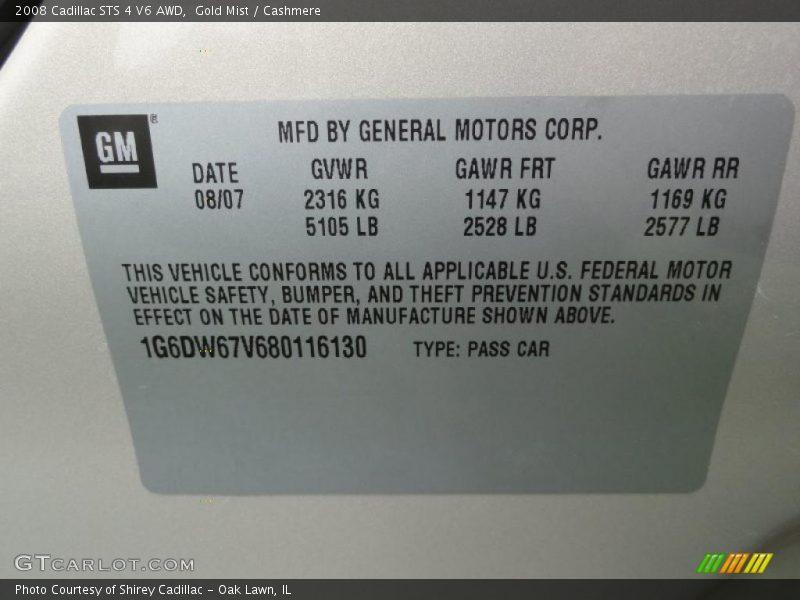 2008 Cadillac STS 4 V6 AWD,  Gold Mist / Cashmere
GM®
MFD BY GENERAL MOTORS CORP.
DATE GVWR GAWR FRT GAWR RR
08/07 2316 KG 1147 KG 1169 KG
5105 LB 2528 LB 2577 LB
THIS VEHICLE CONFORMS TO ALL APPLICABLE U.S. FEDERAL MOTOR
VEHICLE SAFETY, BUMPER, AND THEFT PREVENTION STANDARDS IN
EFFECT ON THE DATE OF MANUFACTURE SHOWN ABOVE.
1G6DW67V680116130 TYPE: PASS CAR
GTCARLOT.COM
Photo Courtesy of Shirey Cadillac - Oak Lawn, IL